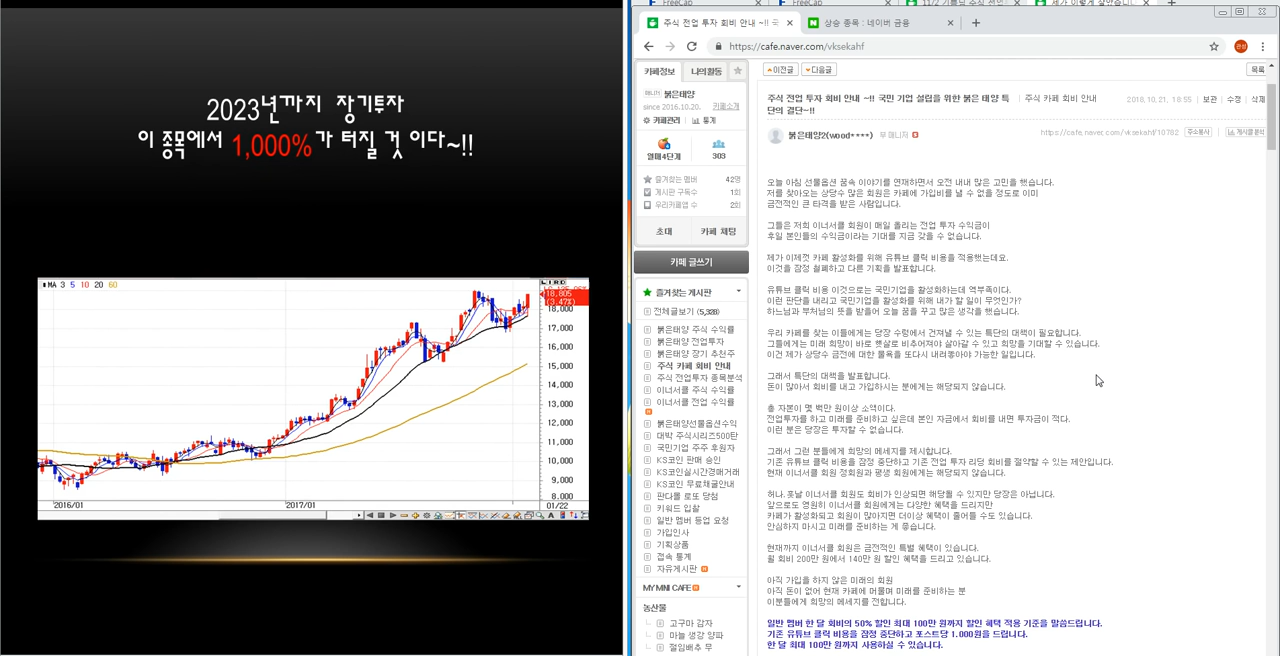 2023년까지 장기투자
이 종목에서 1,000%가 터질 것 이다~!!
MA 3 5 10 20 60
18,805
(3.47%)
18,000
17,000
16,000
15,000
14,000
13,000
12,000
11,000
10,000
9,000
8,000
2016/01
2017/01
01/22
FreeCap
FreeCap
주식 전업 투자 회비 안내 ~!! 국
상승 종목 : 네이버 금융
https://cafe.naver.com/vksekahf
카페정보
나의활동
매니저 붉은태양
since 2016.10.20.
카페소개
카페관리
통계
열매4단계
303
즐겨찾는 멤버 42명
게시판 구독수 1회
우리카페앱 수 2회
초대
카페 채팅
카페 글쓰기
즐겨찾는 게시판
전체글보기 (5,328)
붉은태양 주식 수익률
붉은태양 전업투자
붉은태양 장기 추천주
주식 카페 회비 안내
주식 전업투자 종목분석
이너서클 주식 수익률
이너서클 전업 수익률
붉은태양선물옵션수익
대박 주식시리즈500탄
국민기업 주주 후원자
KS코인 판매 승인
KS코인실시간경매거래
KS코인 무료채굴안내
판다롤 로또 당첨
키워드 입찰
일반 멤버 등업 요청
가입인사
기획상품
접속 통계
자유게시판
MY MINI CAFE
농산물
고구마 감자
마늘 생강 양파
절임배추 무
이전글
다음글
목록
주식 전업 투자 회비 안내 ~!! 국민 기업 설립을 위한 붉은 태양 특
단의 결단~!!
주식 카페 회비 안내
2018.10.21. 18:55
보관
수정
삭제
붉은태양2(wood****)
매니저
https://cafe.naver.com/vksekahf/10782
주소복사
게시글 분석
오늘 아침 선물옵션 꿈속 이야기를 연재하면서 오전 내내 많은 고민을 했습니다.
저를 찾아오는 상당수 많은 회원은 카페에 가입비를 낼 수 없을 정도로 이미
금전적인 큰 타격을 받은 사람입니다.
그들은 저희 이너서클 회원이 매일 올리는 전업 투자 수익금이
후일 본인들의 수익금이라는 기대를 지금 갖을 수 없습니다.
제가 이제껏 카페 활성화를 위해 유튜브 클릭 비용을 적용했는데요.
이것을 잠정 철폐하고 다른 기획을 발표합니다.
유튜브 클릭 비용 이것으로는 국민기업을 활성화하는데 역부족이다.
이런 판단을 내리고 국민기업을 활성화를 위해 내가 할 일이 무엇인가?
하느님과 부처님의 뜻을 받들어 오늘 꿈을 꾸고 많은 생각을 했습니다.
우리 카페를 찾는 이들에게는 당장 수렁에서 건져낼 수 있는 특단의 대책이 필요합니다.
그들에게는 미래 희망이 바로 햇살로 비추어져야 살아갈 수 있고 희망을 기대할 수 있습니다.
이건 제가 상당수 금전에 대한 물욕을 또다시 내려놓아야 가능한 일입니다.
그래서 특단의 대책을 발표합니다.
돈이 많아서 회비를 내고 가입하시는 분에게는 해당되지 않습니다.
총 자본이 몇 백만 원이상 소액이다.
전업투자를 하고 미래를 준비하고 싶은데 본인 자금에서 회비를 내면 투자금이 적다.
이런 분은 당장은 투자할 수 없습니다.
그래서 그런 분들에게 희망의 메세지를 제시합니다.
기존 유튜브 클릭 비용을 잠정 중단하고 기존 전업 투자 리딩 회비를 절약할 수 있는 제안입니다.
현재 이너서클 회원 정회원과 평생 회원에게는 해당되지 않습니다.
허나,훗날 이너서클 회원도 회비가 인상되면 해당될 수 있지만 당장은 아닙니다.
앞으로도 영원히 이너서클 회원에게는 다양한 혜택을 드리지만
카페가 활성화되고 회원이 많아지면 더이상 혜택이 줄어들 수도 있습니다.
안심하지 마시고 미래를 준비하는 게 좋습니다.
현재까지 이너서클 회원은 금전적인 특별 혜택이 있습니다.
월 회비 200만 원에서 140만 원 할인 혜택을 드리고 있습니다.
아직 가입을 하지 않은 미래의 회원
아직 돈이 없어 현재 카페에 머물며 미래를 준비하는 분
이분들에게 희망의 메세지를 전합니다.
일반 멤버 한 달 회비의 50% 할인 최대 100만 원까지 할인 혜택 적용 기준을 말씀드립니다.
기존 유튜브 클릭 비용을 잠정 중단하고 포스트당 1.000원을 드립니다.
한 달 최대 100만 원까지 사용하실 수 있습니다.